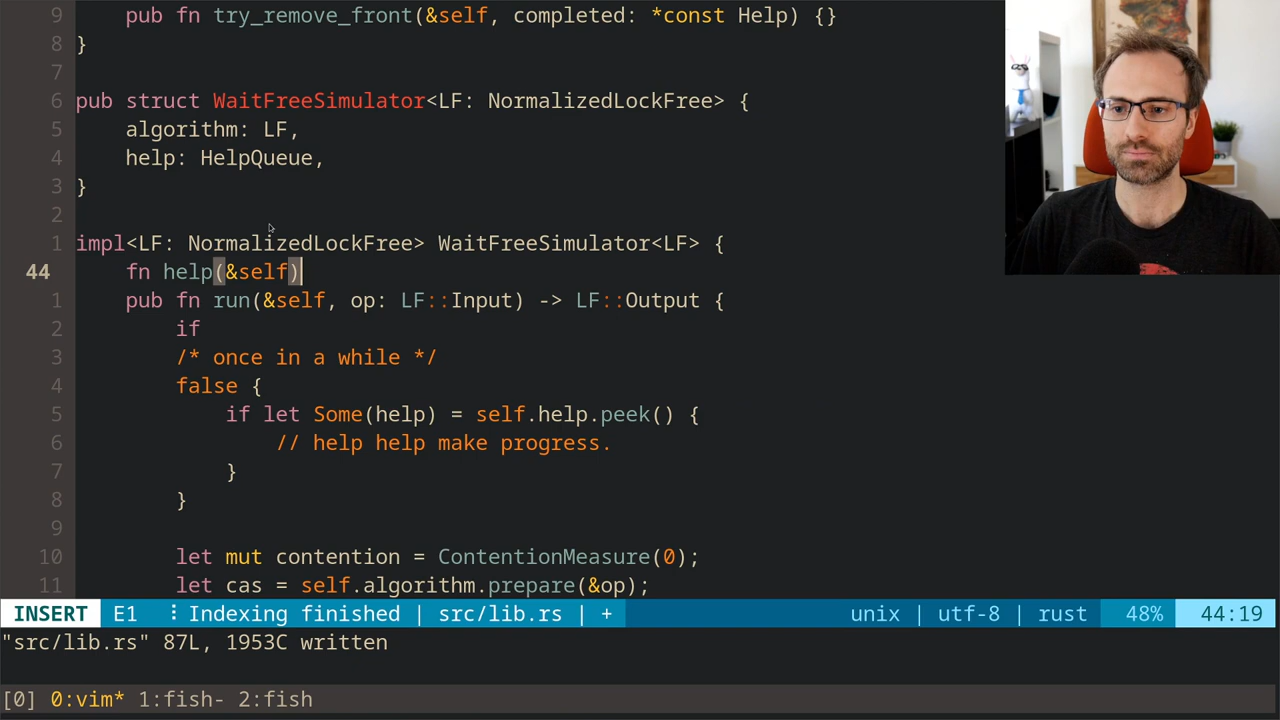 9 pub fn try_remove_front(&self, completed: *const Help) {}
8 }
7
6 pub struct WaitFreeSimulator<LF: NormalizedLockFree> {
5 algorithm: LF,
4 help: HelpQueue,
3 }
2
1 impl<LF: NormalizedLockFree> WaitFreeSimulator<LF> {
44 fn help(&self)
1 pub fn run(&self, op: LF::Input) -> LF::Output {
2 if
3 /* once in a while */
4 false {
5 if let Some(help) = self.help.peek() {
6 // help help make progress.
7 }
8 }
9
10 let mut contention = ContentionMeasure(0);
11 let cas = self.algorithm.prepare(&op);
INSERT E1 ⠸ Indexing finished | src/lib.rs | + unix | utf-8 | rust 48% 44:19
"src/lib.rs" 87L, 1953C written
[0] 0:vim* 1:fish- 2:fish